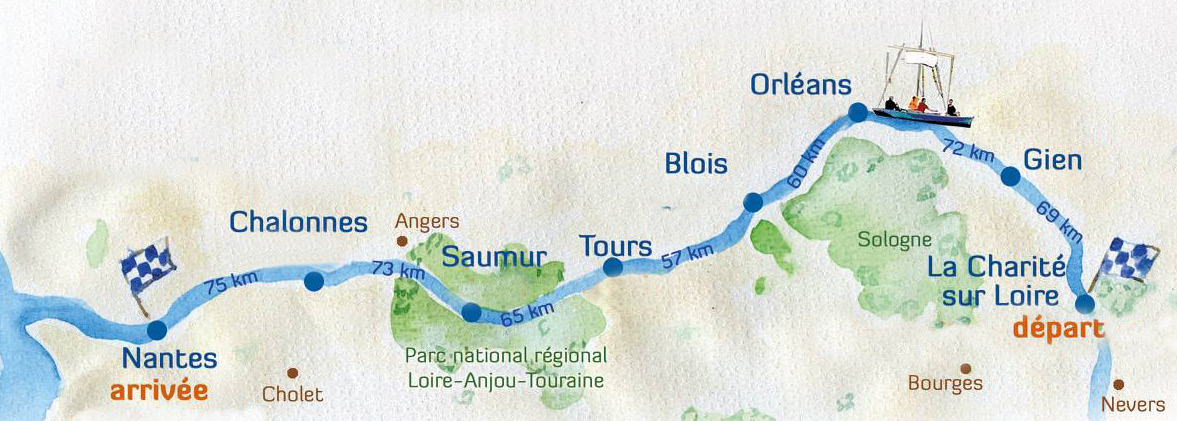 Orléans
72 km
Gien
60 km
Blois
69 km
Chalonnes
Angers
Saumur
Tours
57 km
Sologne
La Charité
sur Loire
départ
75 km
73 km
65 km
Nantes
arrivée
Cholet
Parc national régional
Loire-Anjou-Touraine
Bourges
Nevers